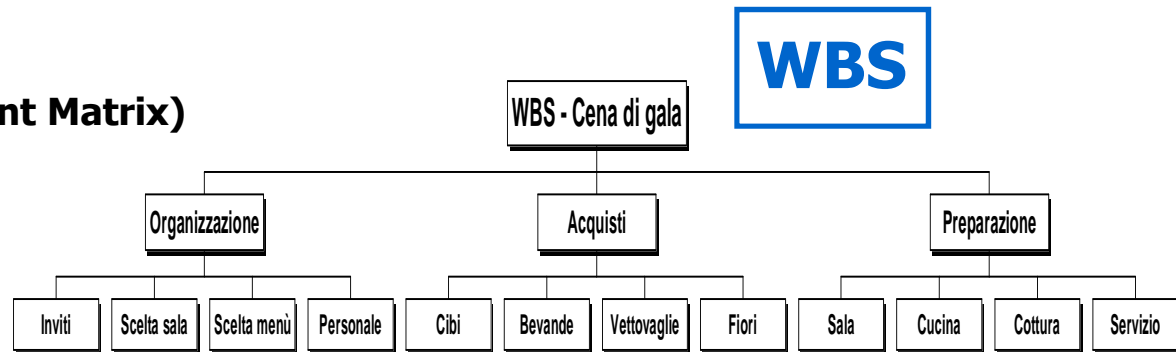 WBS
nt Matrix)
WBS - Cena di gala
Organizzazione
Acquisti
Preparazione
Inviti
Scelta sala
Scelta menù
Personale
Cibi
Bevande
Vettovaglie
Fiori
Sala
Cucina
Cottura
Servizio